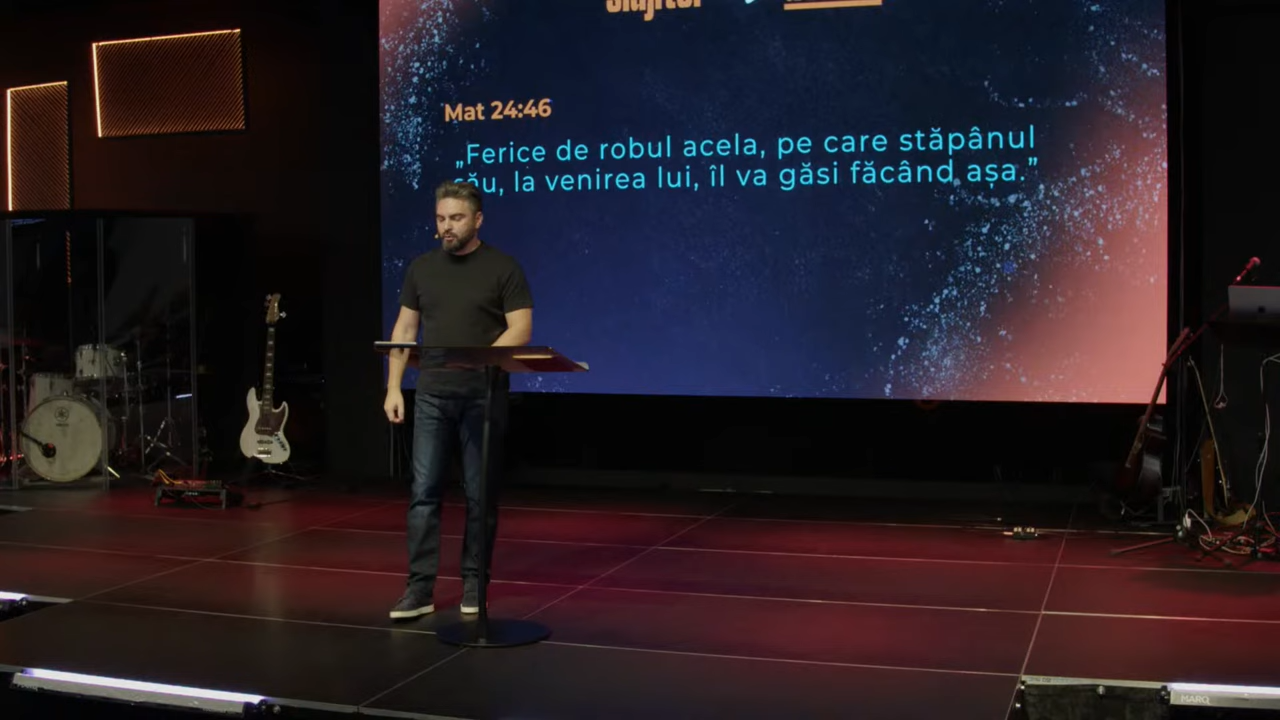 Mat 24:46
„Ferice de robul acela, pe care stăpânul
său, la venirea lui, îl va găsi făcând așa.”